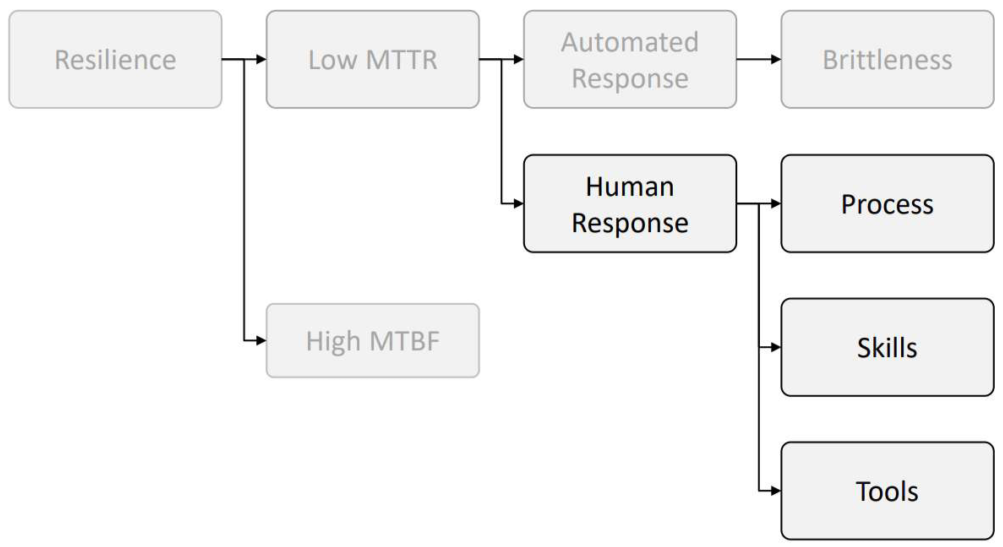 Resilience
Low MTTR
Automated
Response
Brittleness
Human
Response
Process
High MTBF
Skills
Tools